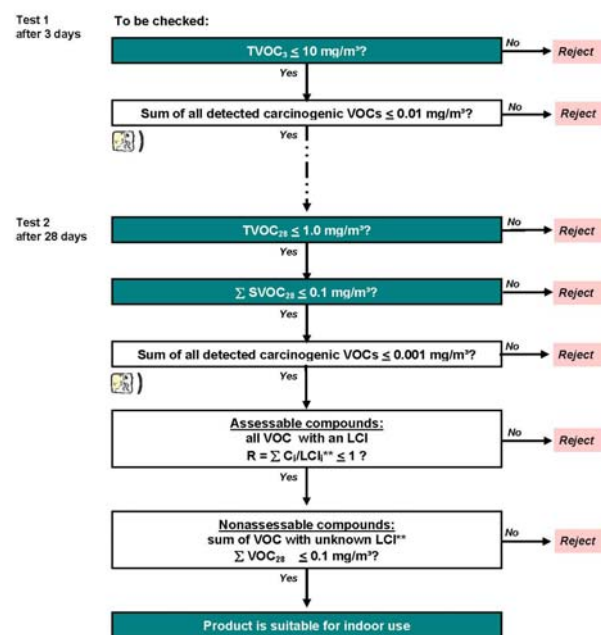 Test 1
after 3 days
To be checked:
TVOC₃ ≤ 10 mg/m³?
No
Reject
Yes
Sum of all detected carcinogenic VOCs ≤ 0.01 mg/m³?
No
Reject
)
Yes
Test 2
after 28 days
TVOC₂₈ ≤ 1.0 mg/m³?
No
Reject
Yes
∑ SVOC₂₈ ≤ 0.1 mg/m³?
No
Reject
Yes
Sum of all detected carcinogenic VOCs ≤ 0.001 mg/m³?
No
Reject
)
Yes
Assessable compounds:
all VOC with an LCI
R = ∑ Cᵢ/LCIᵢ** ≤ 1 ?
No
Reject
Yes
Nonassessable compounds:
sum of VOC with unknown LCI**
∑ VOC₂₈ ≤ 0.1 mg/m³?
No
Reject
Yes
Product is suitable for indoor use